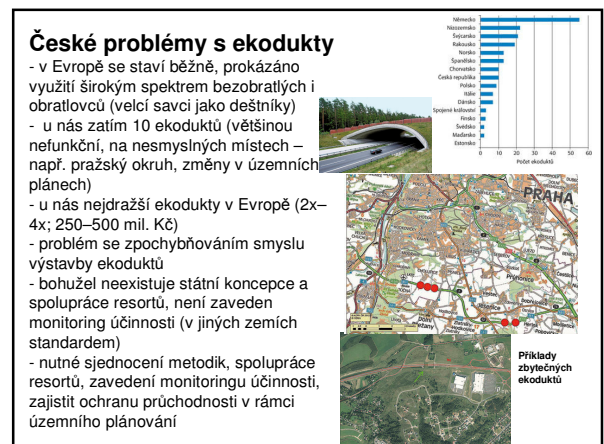 České problémy s ekodukty
- v Evropě se staví běžně, prokázáno
využití širokým spektrem bezobratlých i
obratlovců (velcí savci jako deštníky)
- u nás zatím 10 ekoduktů (většinou
nefunkční, na nesmyslných místech –
např. pražský okruh, změny v územních
plánech)
- u nás nejdražší ekodukty v Evropě (2x–
4x; 250–500 mil. Kč)
- problém se zpochybňováním smyslu
výstavby ekoduktů
- bohužel neexistuje státní koncepce a
spolupráce resortů, není zaveden
monitoring účinnosti (v jiných zemích
standardem)
- nutné sjednocení metodik, spolupráce
resortů, zavedení monitoringu účinnosti,
zajistit ochranu průchodnosti v rámci
územního plánování
Německo
Nizozemsko
Švýcarsko
Rakousko
Norsko
Španělsko
Chorvatsko
Česká republika
Polsko
Itálie
Dánsko
Spojené království
Finsko
Švédsko
Maďarsko
Estonsko
0 10 20 30 40 50 60
Počet ekoduktů
PRAHA
Průhonice
Jesenice
Příklady
zbytečných
ekoduktů